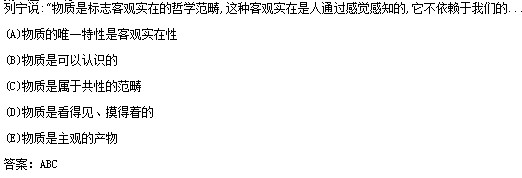 列宁说:“物质是标志客观实在的哲学范畴,这种客观实在是人通过感觉感知的,它不依赖于我们的...
(A)物质的唯一特性是客观实在性
(B)物质是可以认识的
(C)物质是属于共性的范畴
(D)物质是看得见、摸得着的
(E)物质是主观的产物
答案: ABC